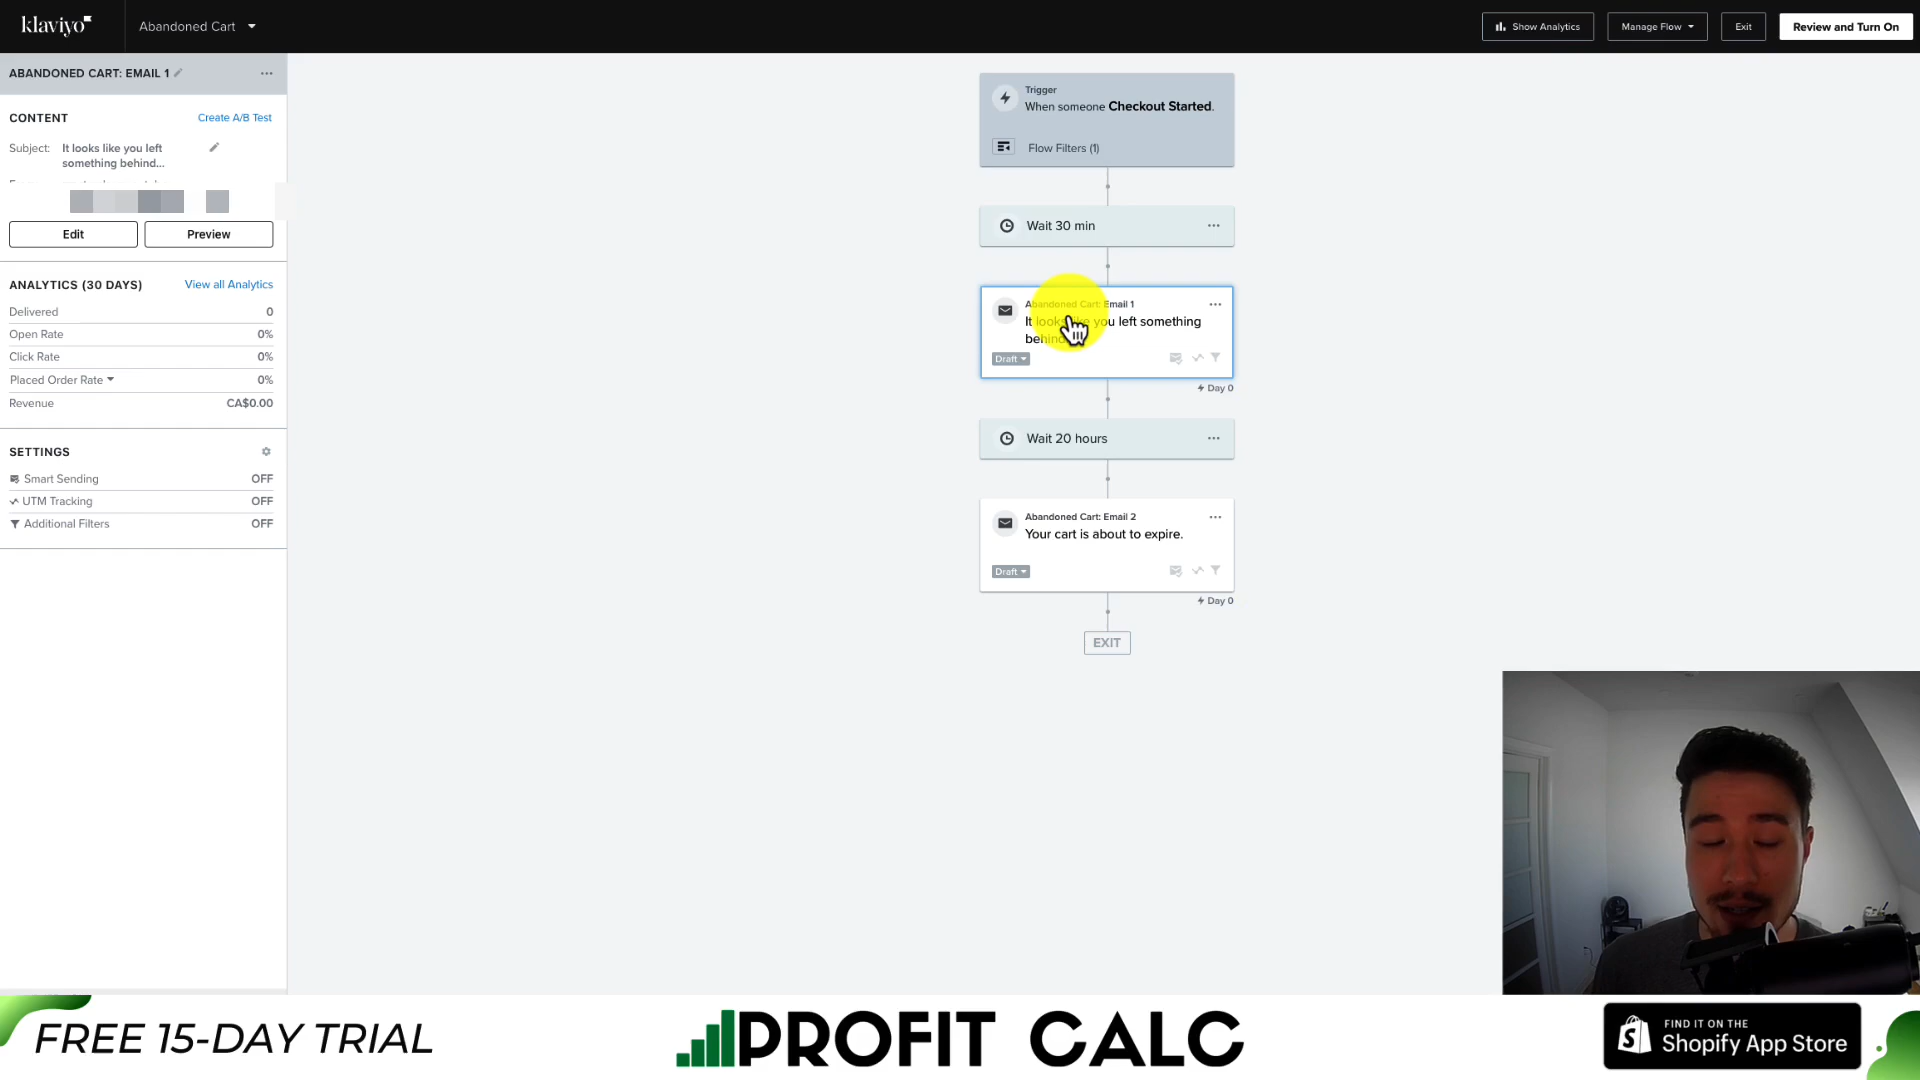 klaviyo
Abandoned Cart
Show Analytics
Manage Flow
Exit
Review and Turn On
ABANDONED CART: EMAIL 1
CONTENT
Create A/B Test
Subject:
It looks like you left
something behind...
Edit
Preview
ANALYTICS (30 DAYS)
View all Analytics
Delivered
0
Open Rate
0%
Click Rate
0%
Placed Order Rate
0%
Revenue
CA$0.00
SETTINGS
Smart Sending
OFF
UTM Tracking
OFF
Additional Filters
OFF
Trigger
When someone Checkout Started.
Flow Filters (1)
Wait 30 min
Abandoned Cart: Email 1
It looks like you left something
Draft
Day 0
Wait 20 hours
Abandoned Cart: Email 2
Your cart is about to expire.
Draft
Day 0
EXIT
FREE 15-DAY TRIAL
PROFIT CALC
FIND IT ON THE
Shopify App Store